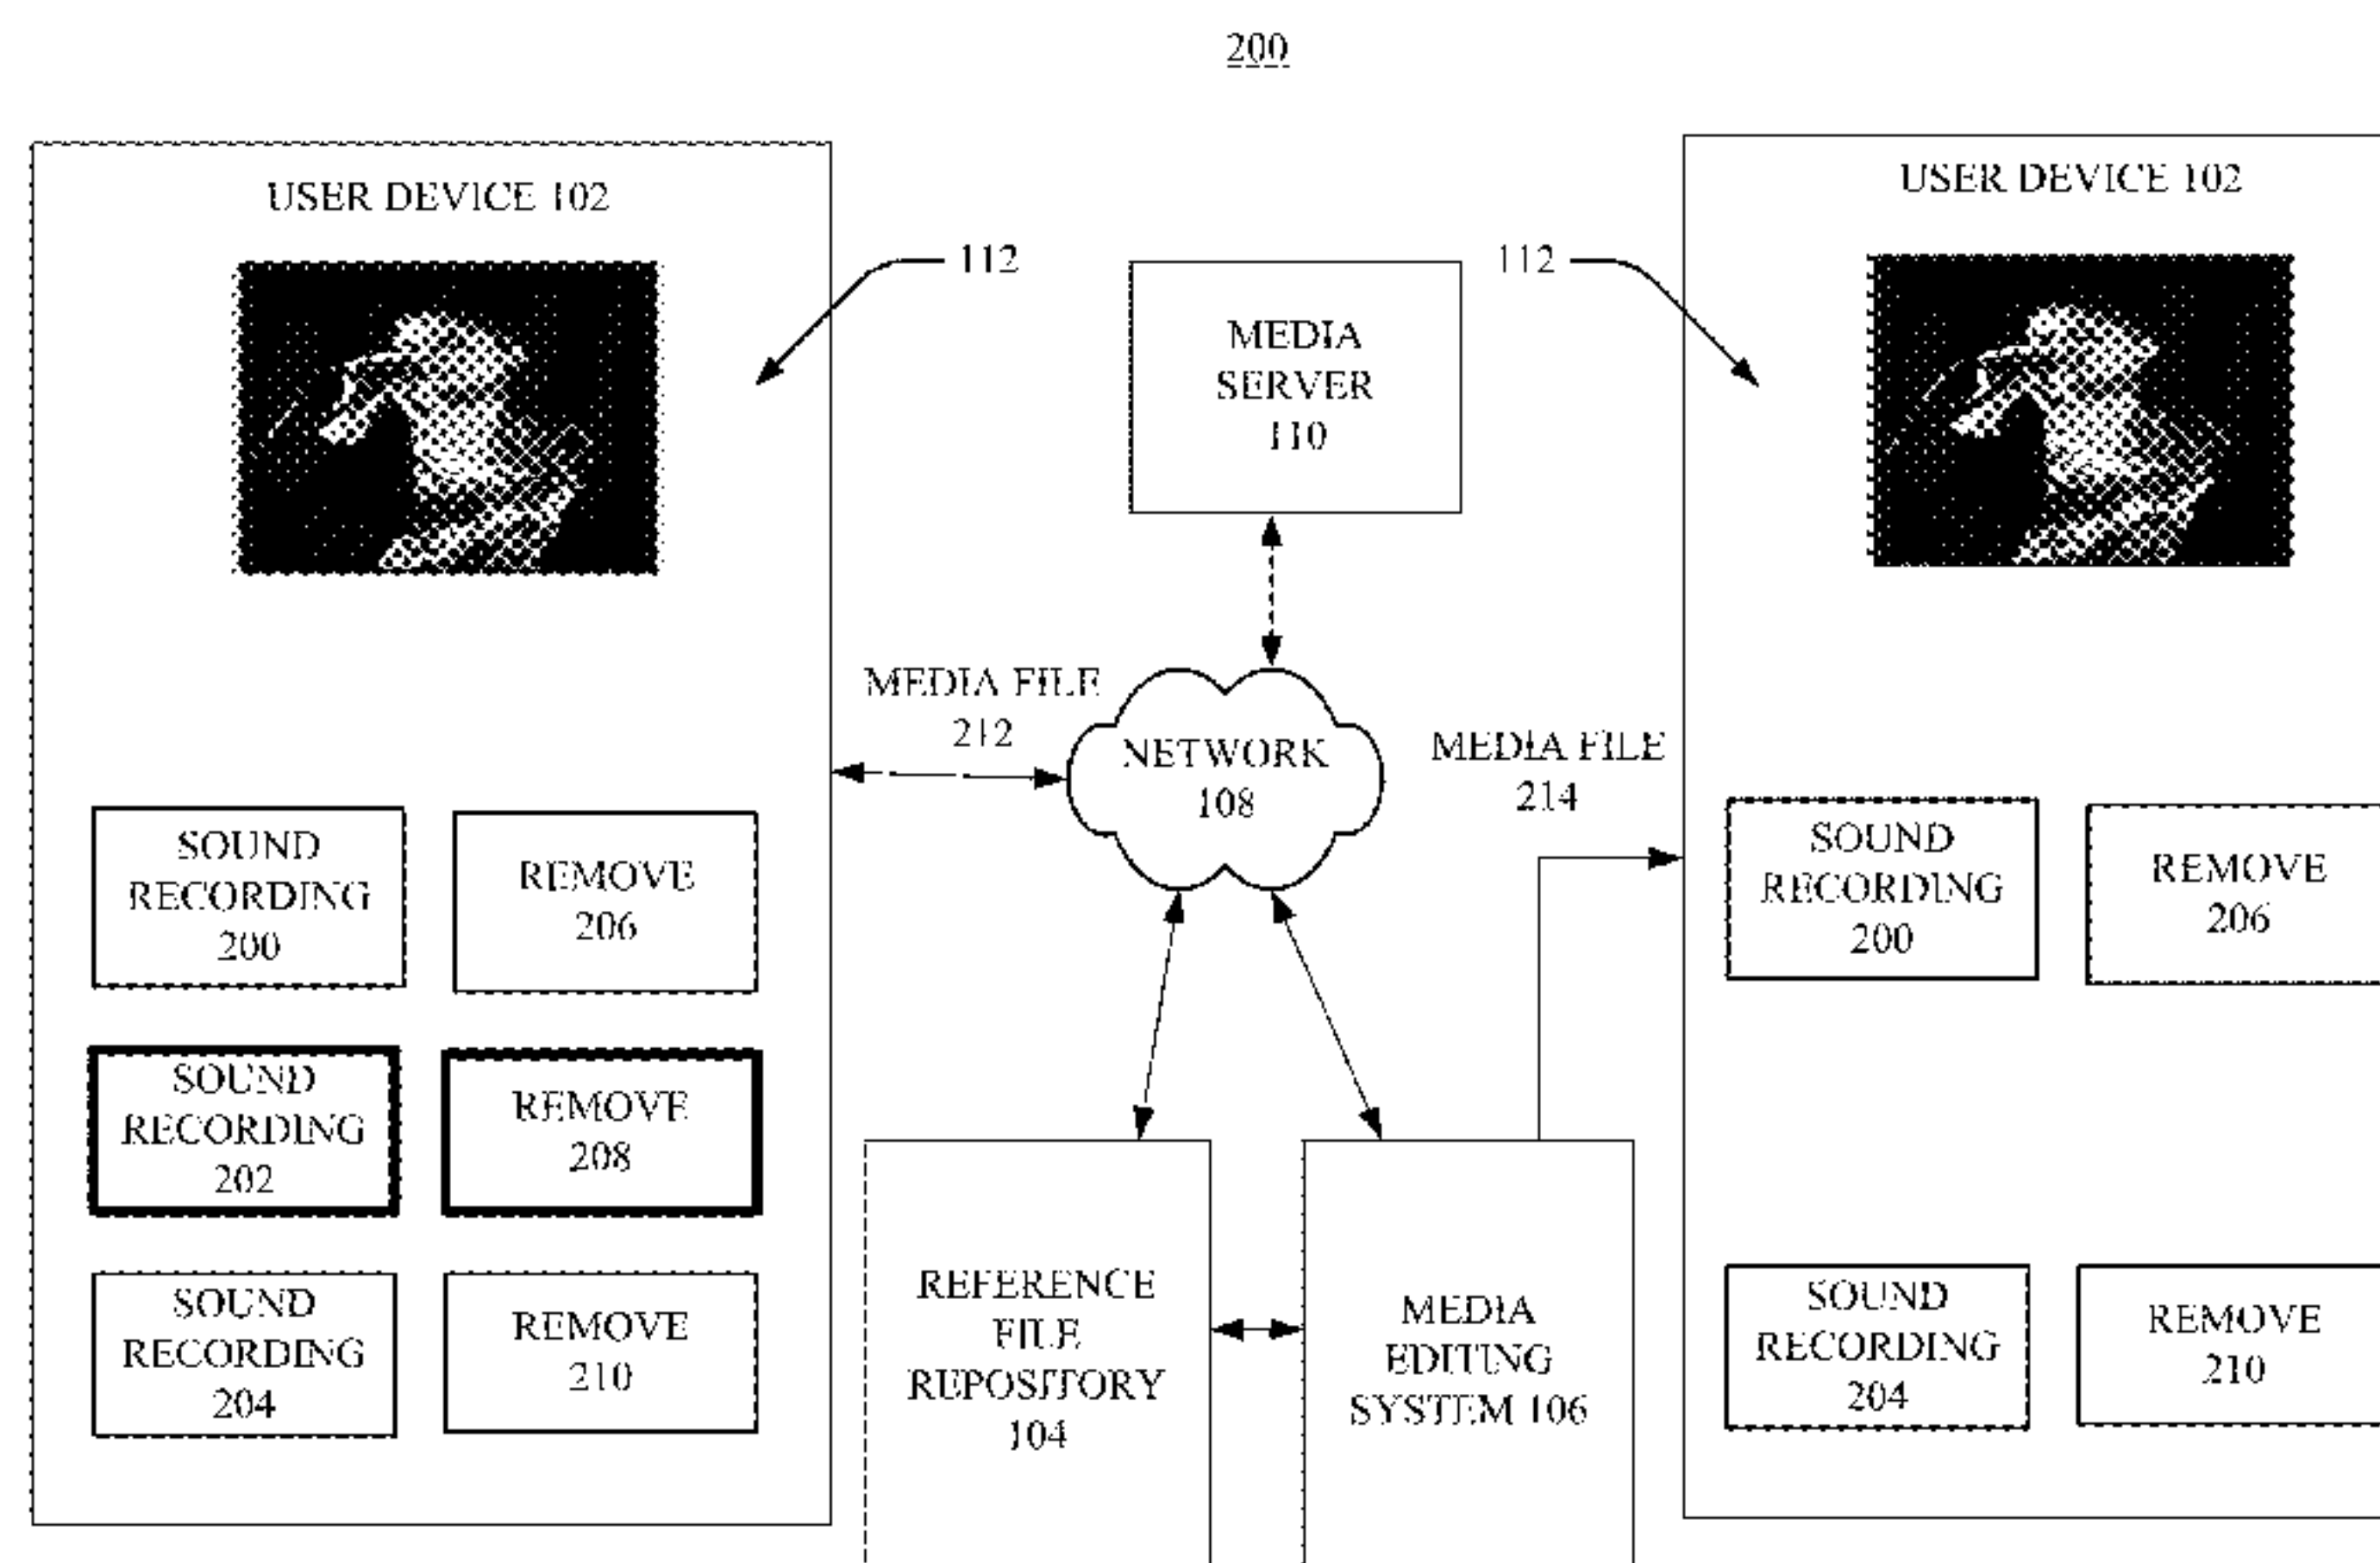 200
USER DEVICE 102
112
SOUND
RECORDING
200
REMOVE
206
SOUND
RECORDING
202
REMOVE
208
SOUND
RECORDING
204
REMOVE
210
MEDIA
SERVER
110
MEDIA FILE
212
NETWORK
108
MEDIA FILE
214
REFERENCE
FILE
REPOSITORY
104
MEDIA
EDITING
SYSTEM 106
112
USER DEVICE 102
SOUND
RECORDING
200
REMOVE
206
SOUND
RECORDING
204
REMOVE
210